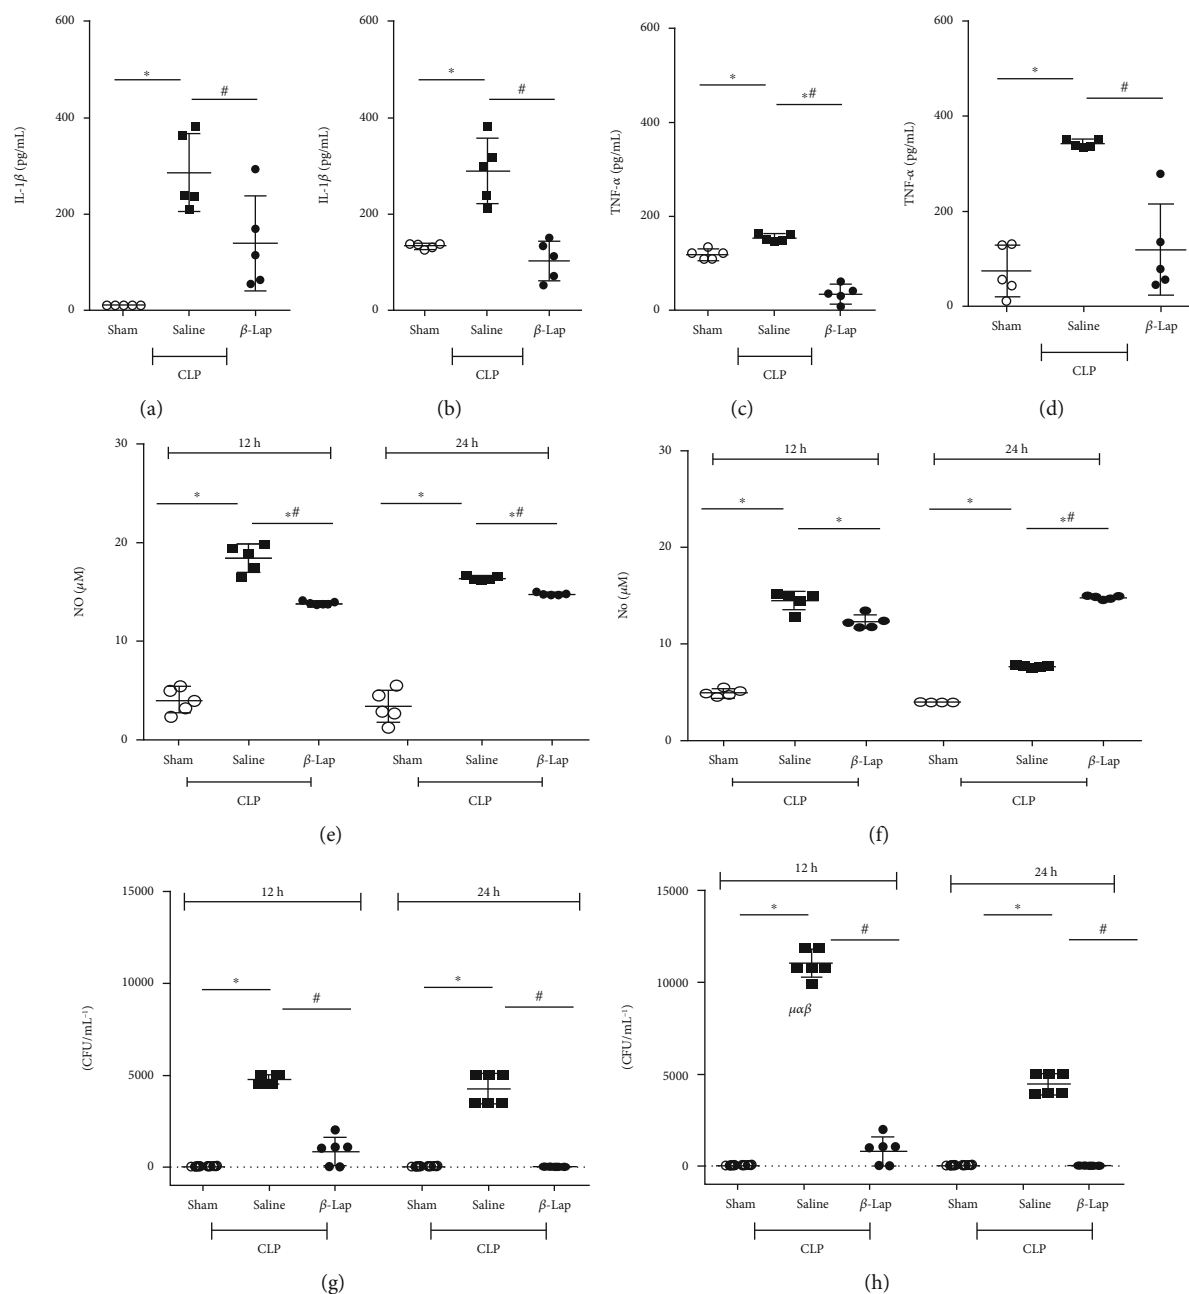 600
400
200
0
IL-1β (pg/mL)
*
#
Sham
Saline
β-Lap
CLP
(a)
600
400
200
0
IL-1β (pg/mL)
*
#
Sham
Saline
β-Lap
CLP
(b)
600
400
200
0
TNF-α (pg/mL)
*
*#
Sham
Saline
β-Lap
CLP
(c)
600
400
200
0
TNF-α (pg/mL)
*
#
Sham
Saline
β-Lap
CLP
(d)
30
20
10
0
NO (μM)
12 h
24 h
*
*#
*
*#
Sham
Saline
β-Lap
Sham
Saline
β-Lap
CLP
CLP
(e)
30
20
10
0
No (μM)
12 h
24 h
*
*
*
*#
Sham
Saline
β-Lap
Sham
Saline
β-Lap
CLP
CLP
(f)
15000
10000
5000
0
(CFU/mL⁻¹)
12 h
24 h
*
#
*
#
Sham
Saline
β-Lap
Sham
Saline
β-Lap
CLP
CLP
(g)
15000
10000
5000
0
(CFU/mL⁻¹)
12 h
24 h
*
#
*
#
μαβ
Sham
Saline
β-Lap
Sham
Saline
β-Lap
CLP
CLP
(h)